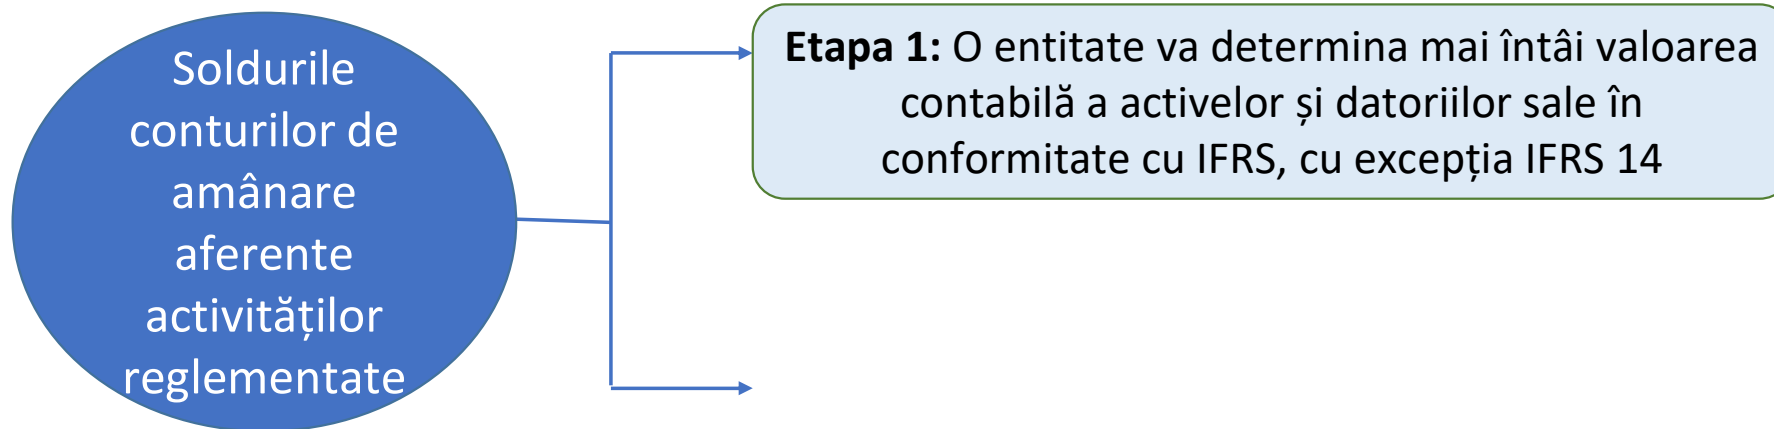 Soldurile
conturilor de
amânare
aferente
activităților
reglementate
Etapa 1: O entitate va determina mai întâi valoarea
contabilă a activelor și datoriilor sale în
conformitate cu IFRS, cu excepția IFRS 14